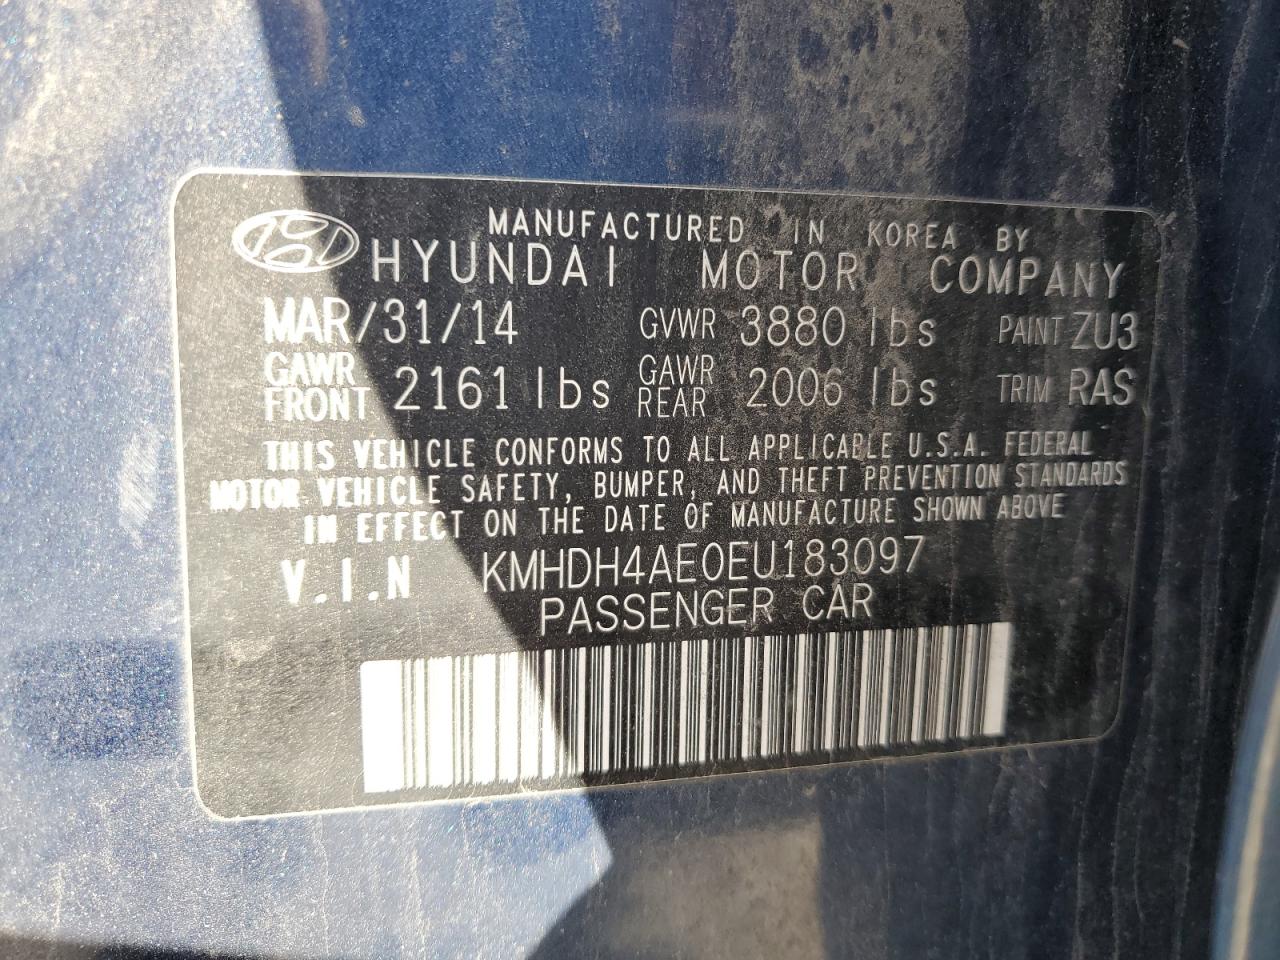 MANUFACTURED IN KOREA BY
HYUNDAI MOTOR COMPANY
MAR/31/14 GVWR 3880 lbs PAINT ZU3
GAWR FRONT 2161 lbs GAWR REAR 2006 lbs TRIM RAS
THIS VEHICLE CONFORMS TO ALL APPLICABLE U.S.A. FEDERAL
MOTOR VEHICLE SAFETY, BUMPER, AND THEFT PREVENTION STANDARDS
IN EFFECT ON THE DATE OF MANUFACTURE SHOWN ABOVE
V.I.N KMHDH4AE0EU183097
PASSENGER CAR